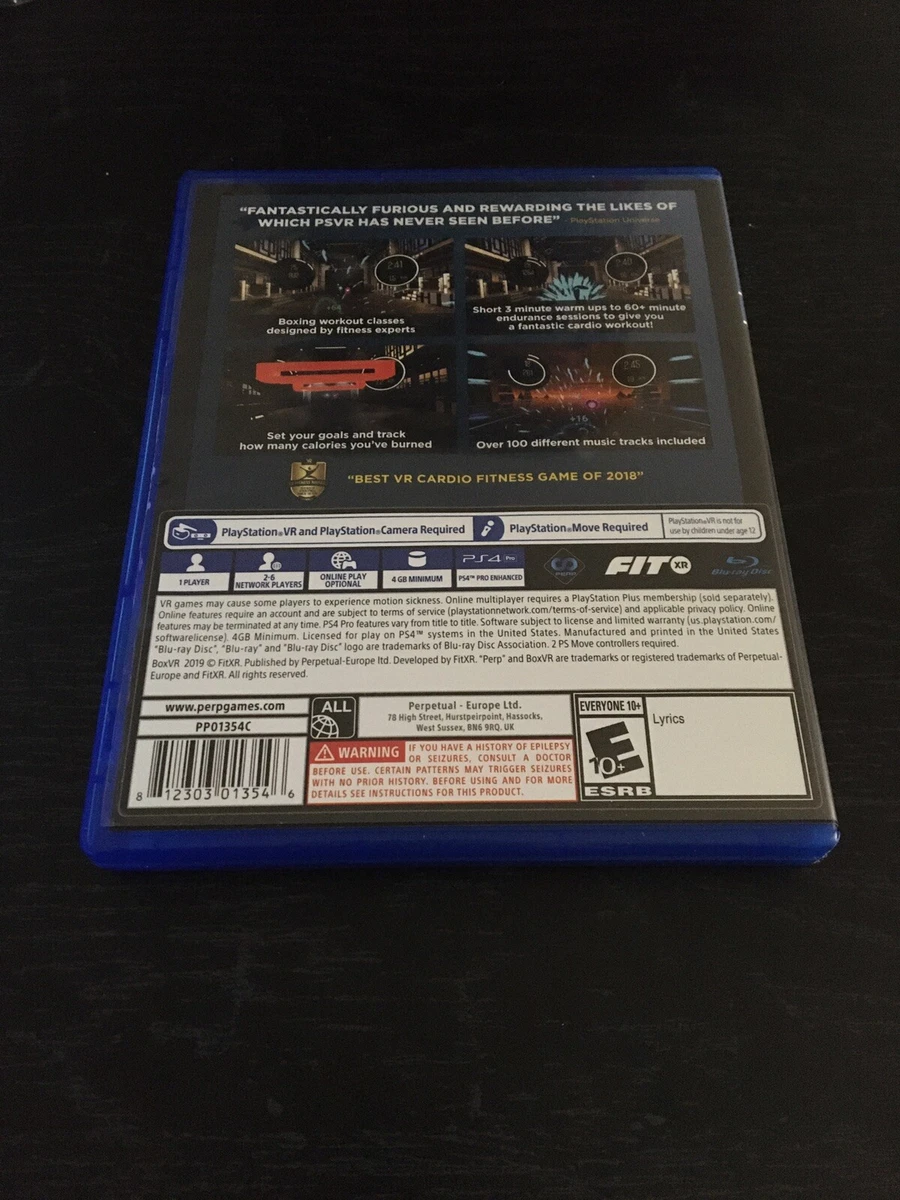 “FANTASTICALLY FURIOUS AND REWARDING THE LIKES OF
WHICH PSVR HAS NEVER SEEN BEFORE” - PlayStation Universe
2:41
2:40
Boxing workout classes
designed by fitness experts
Short 3 minute warm ups to 60+ minute
endurance sessions to give you
a fantastic cardio workout!
2:45
+16
Set your goals and track
how many calories you've burned
Over 100 different music tracks included
“BEST VR CARDIO FITNESS GAME OF 2018”
PlayStation®VR and PlayStation®Camera Required
PlayStation®Move Required
PlayStation®VR is not for
use by children under age 12
1 PLAYER
2-6
NETWORK PLAYERS
ONLINE PLAY
OPTIONAL
4 GB MINIMUM
PS4 Pro
PS4™ PRO ENHANCED
PERP
FIT XR
Blu-ray Disc
VR games may cause some players to experience motion sickness. Online multiplayer requires a PlayStation Plus membership (sold separately).
Online features require an account and are subject to terms of service (playstationnetwork.com/terms-of-service) and applicable privacy policy. Online
features may be terminated at any time. PS4 Pro features vary from title to title. Software subject to license and limited warranty (us.playstation.com/
softwarelicense). 4GB Minimum. Licensed for play on PS4™ systems in the United States. Manufactured and printed in the United States
"Blu-ray Disc", "Blu-ray" and "Blu-ray Disc" logo are trademarks of Blu-ray Disc Association. 2 PS Move controllers required.
BoxVR 2019 © FitXR. Published by Perpetual-Europe ltd. Developed by FitXR. "Perp" and BoxVR are trademarks or registered trademarks of Perpetual-
Europe and FitXR. All rights reserved.
www.perpgames.com
PP01354C
8 12303 01354 6
ALL
Perpetual - Europe Ltd.
78 High Street, Hurstpeirpoint, Hassocks,
West Sussex, BN6 9RQ. UK
WARNING IF YOU HAVE A HISTORY OF EPILEPSY
OR SEIZURES, CONSULT A DOCTOR
BEFORE USE. CERTAIN PATTERNS MAY TRIGGER SEIZURES
WITH NO PRIOR HISTORY. BEFORE USING AND FOR MORE
DETAILS SEE INSTRUCTIONS FOR THIS PRODUCT.
EVERYONE 10+
E
10+
ESRB
Lyrics